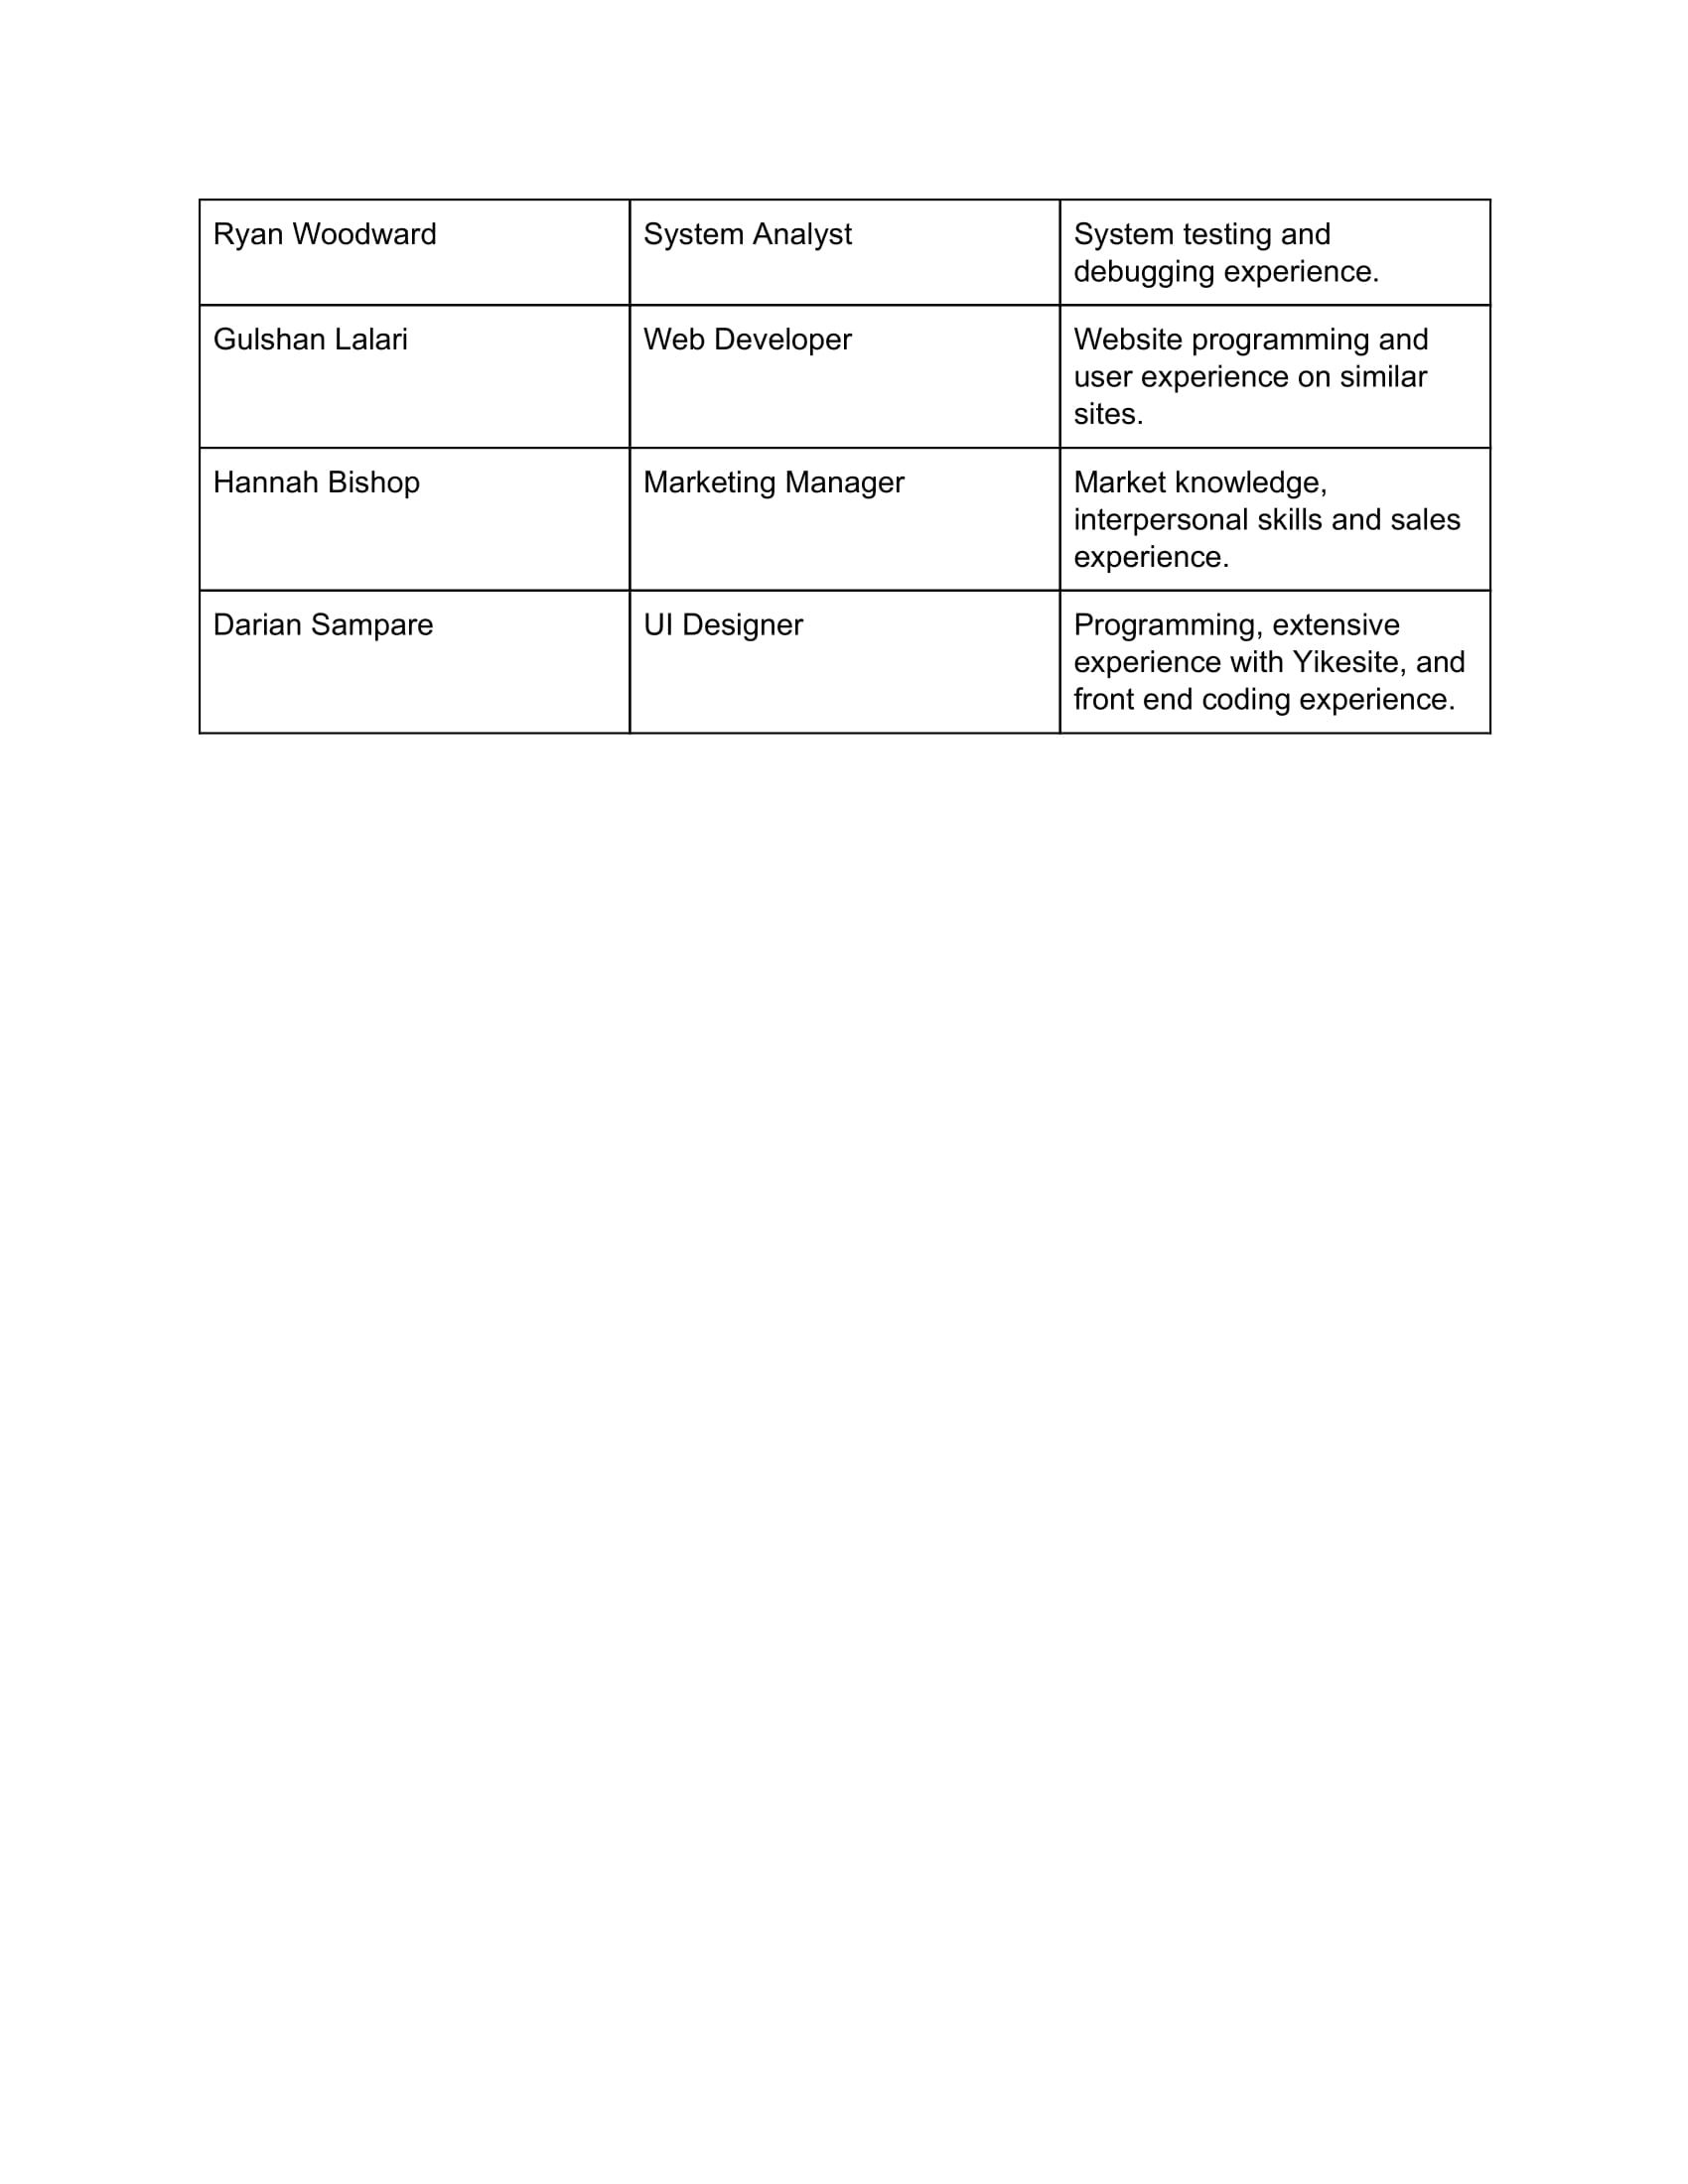 Ryan Woodward
System Analyst
System testing and
debugging experience.
Gulshan Lalari
Web Developer
Website programming and
user experience on similar
sites.
Hannah Bishop
Marketing Manager
Market knowledge,
interpersonal skills and sales
experience.
Darian Sampare
UI Designer
Programming, extensive
experience with Yikesite, and
front end coding experience.